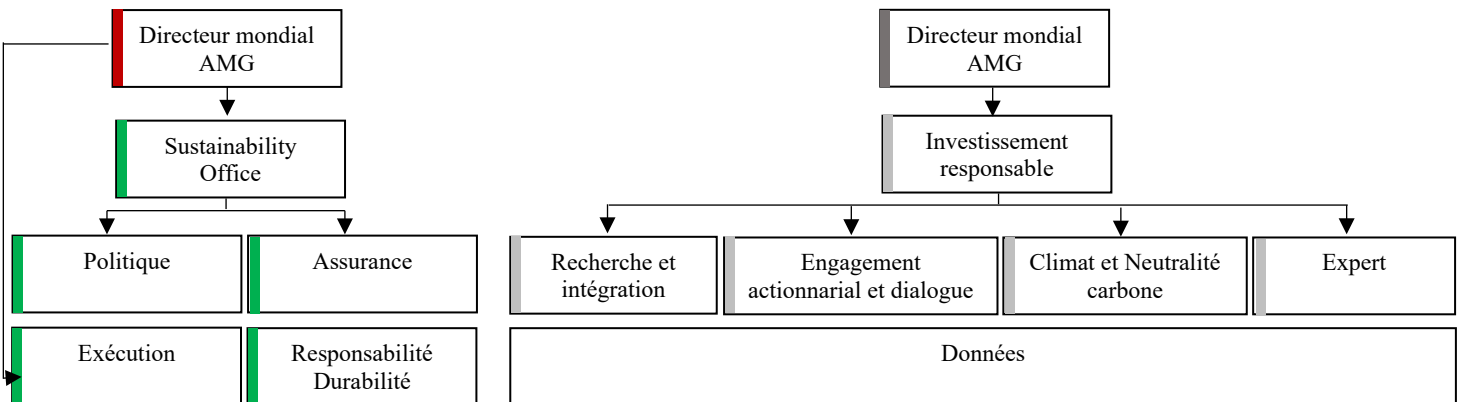 Directeur mondial
AMG
Sustainability
Office
Politique
Assurance
Exécution
Responsabilité
Durabilité
Directeur mondial
AMG
Investissement
responsable
Recherche et
intégration
Engagement
actionnarial et dialogue
Climat et Neutralité
carbone
Expert
Données